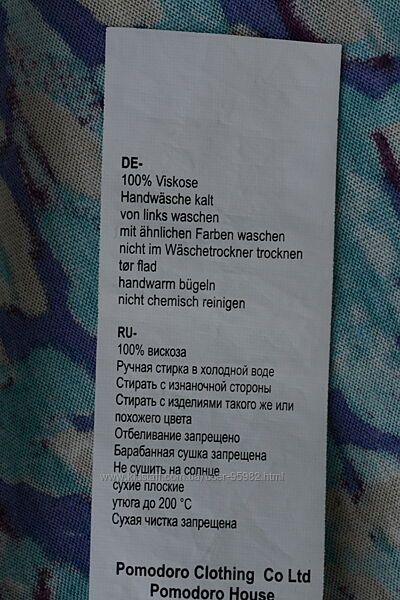 DE-
100% Viskose
Handwäsche kalt
von links waschen
mit ähnlichen Farben waschen
nicht im Wäschetrockner trocknen
tør flad
handwarm bügeln
nicht chemisch reinigen
RU-
100% вискоза
Ручная стирка в холодной воде
Стирать с изнаночной стороны
Стирать с изделиями такого же или
похожего цвета
Отбеливание запрещено
Барабанная сушка запрещена
Не сушить на солнце
сухие плоские
утюга до 200 °C
Сухая чистка запрещена
Pomodoro Clothing Co Ltd
Pomodoro House